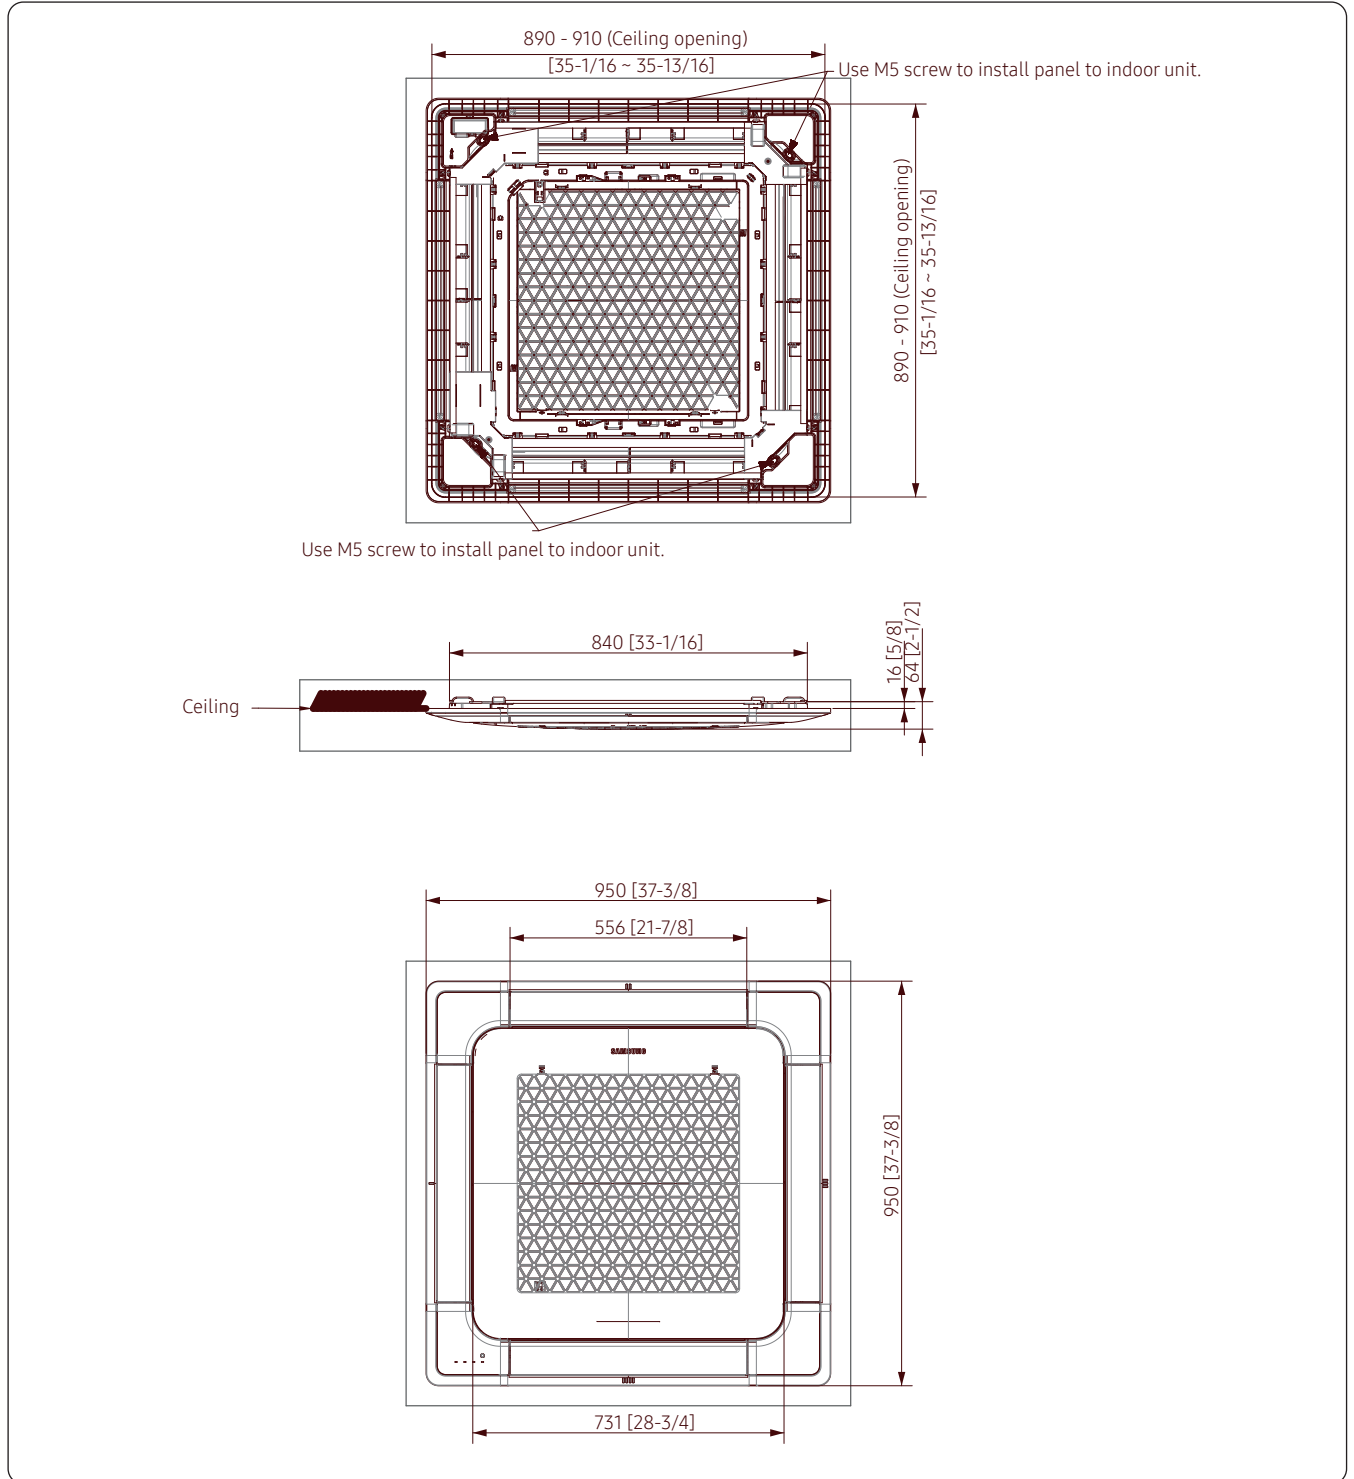 890 - 910 (Ceiling opening)
[35-1/16 ~ 35-13/16]
Use M5 screw to install panel to indoor unit.
890 - 910 (Ceiling opening)
[35-1/16 ~ 35-13/16]
Use M5 screw to install panel to indoor unit.
840 [33-1/16]
16 [5/8]
64 [2-1/2]
Ceiling
950 [37-3/8]
556 [21-7/8]
SAMSUNG
950 [37-3/8]
731 [28-3/4]